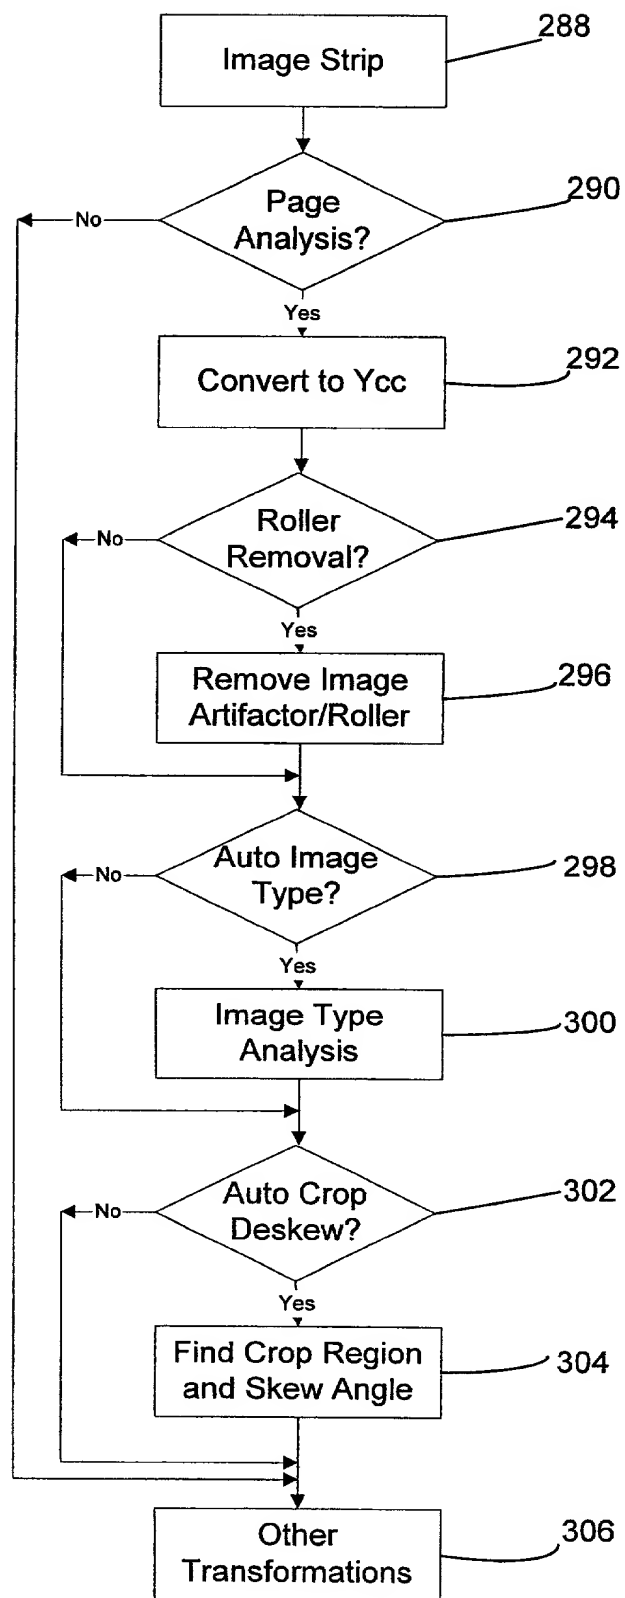 288
Image Strip
290
Page
Analysis?
No
Yes
292
Convert to Ycc
294
Roller
Removal?
No
Yes
296
Remove Image
Artifactor/Roller
298
Auto Image
Type?
No
Yes
300
Image Type
Analysis
302
Auto Crop
Deskew?
No
Yes
304
Find Crop Region
and Skew Angle
306
Other
Transformations